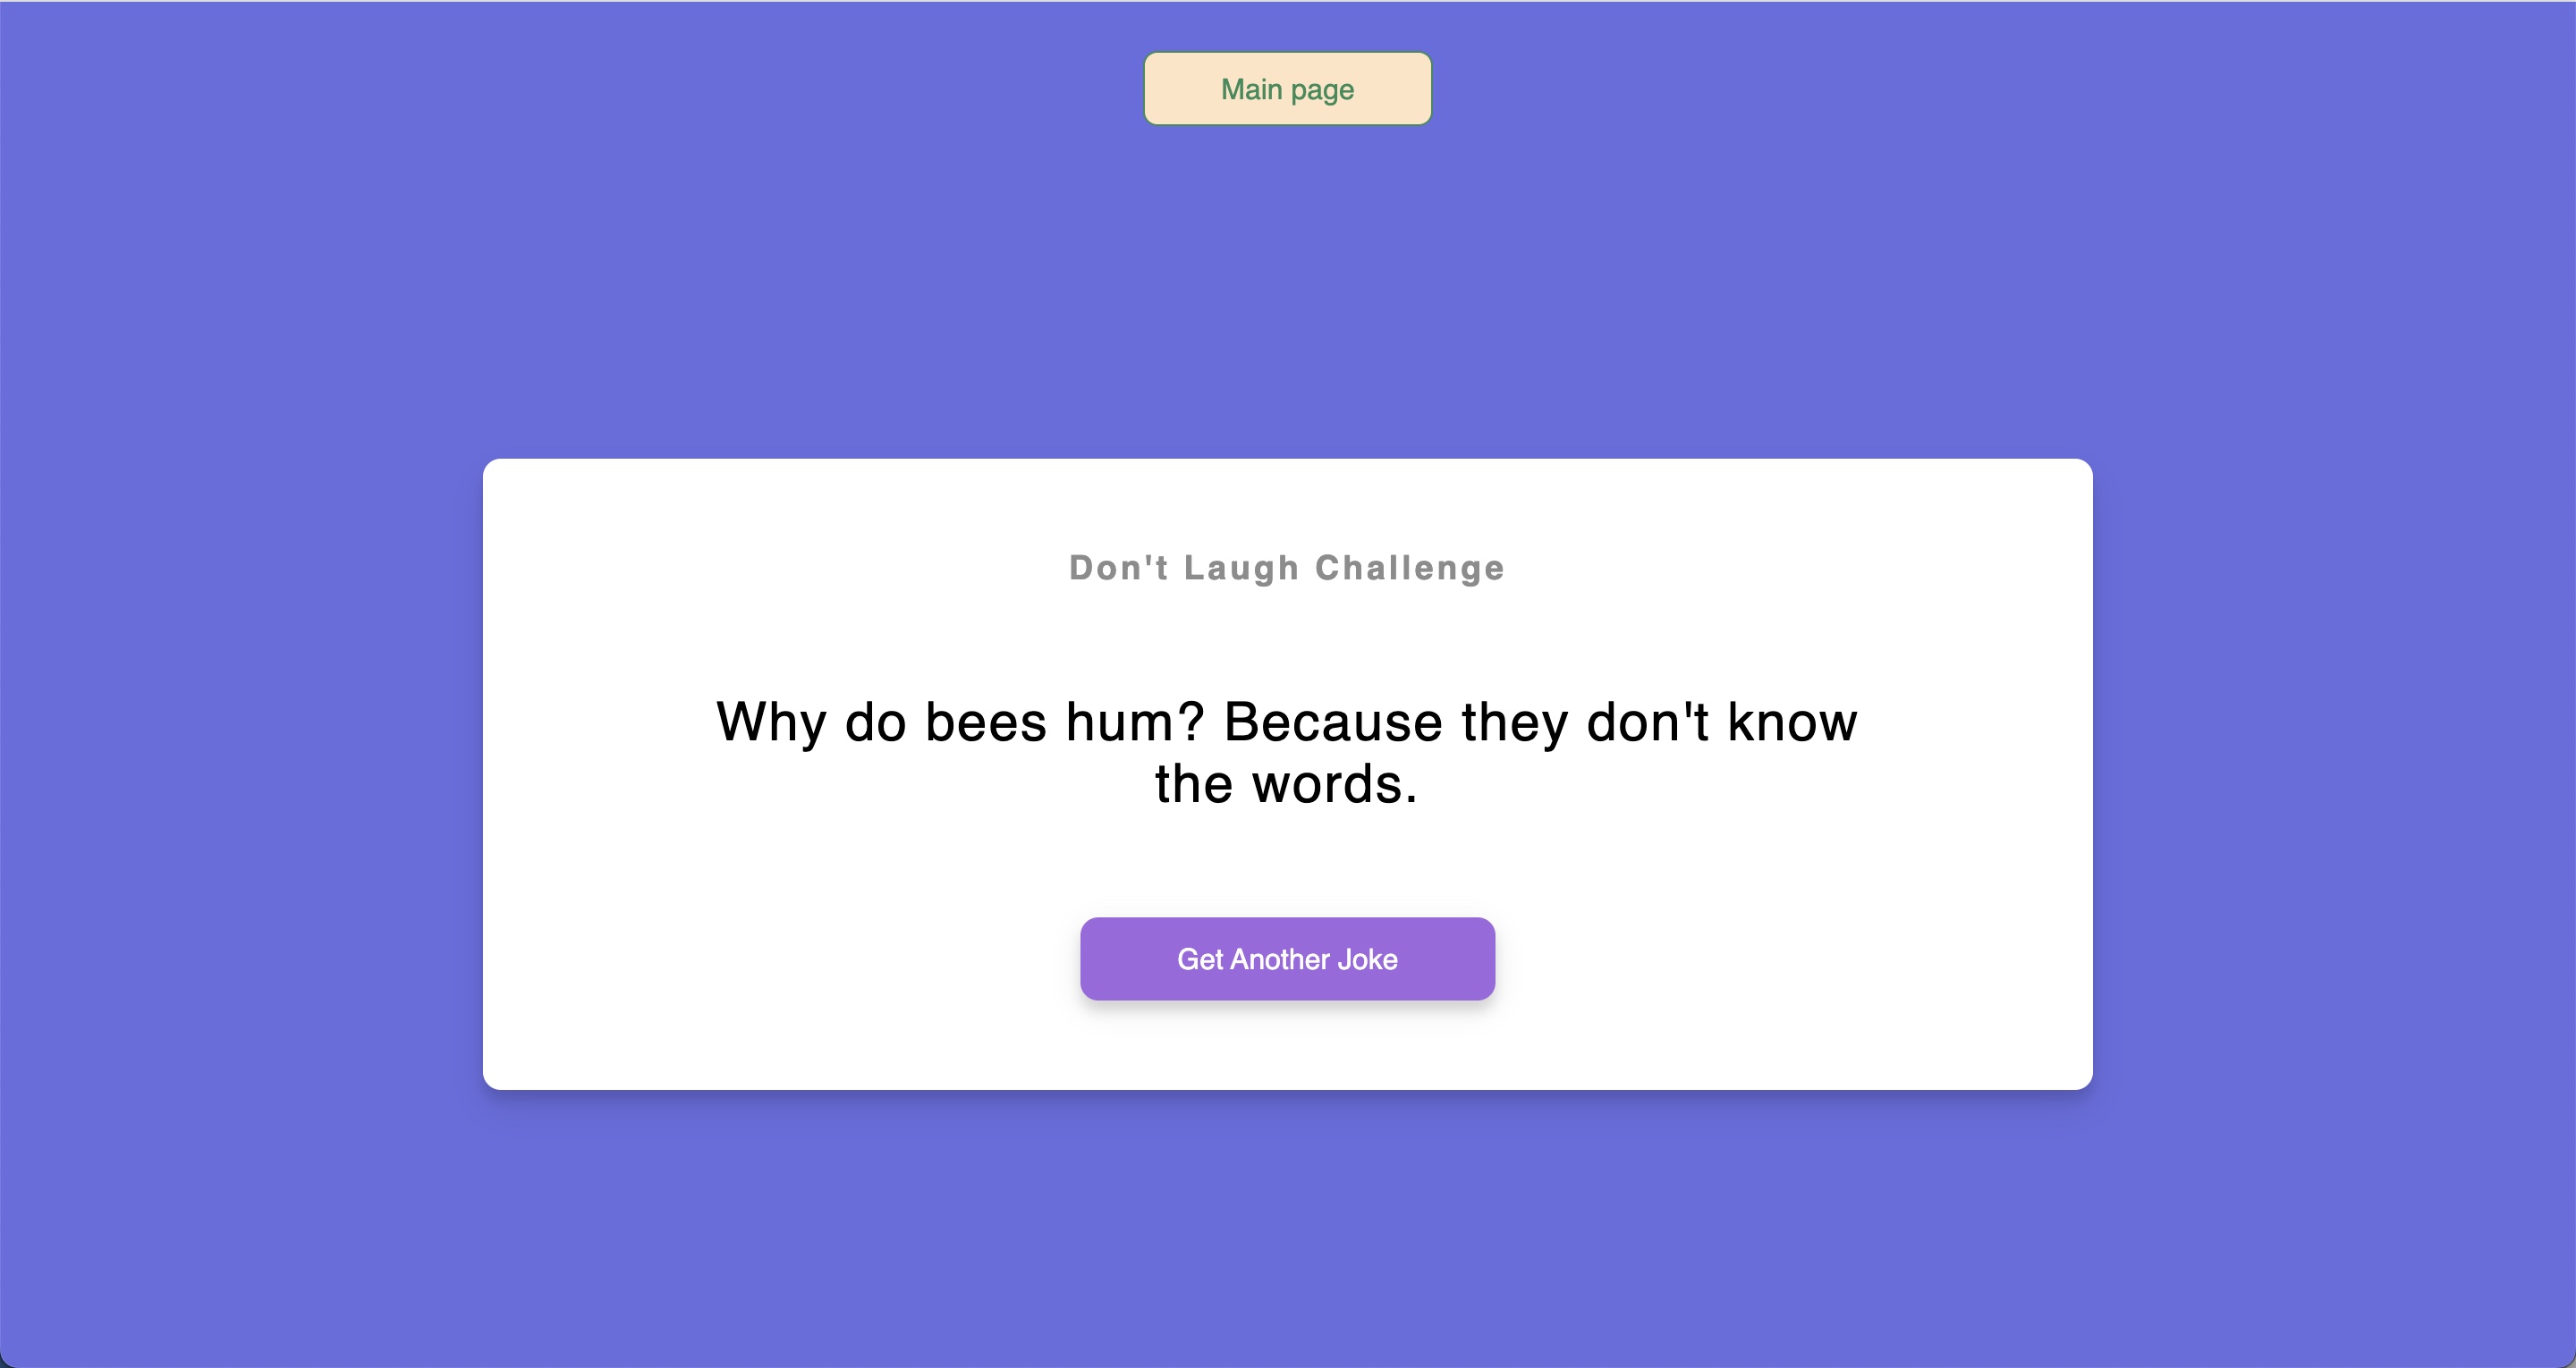 Main page
Don't Laugh Challenge
Why do bees hum? Because they don't know
the words.
Get Another Joke